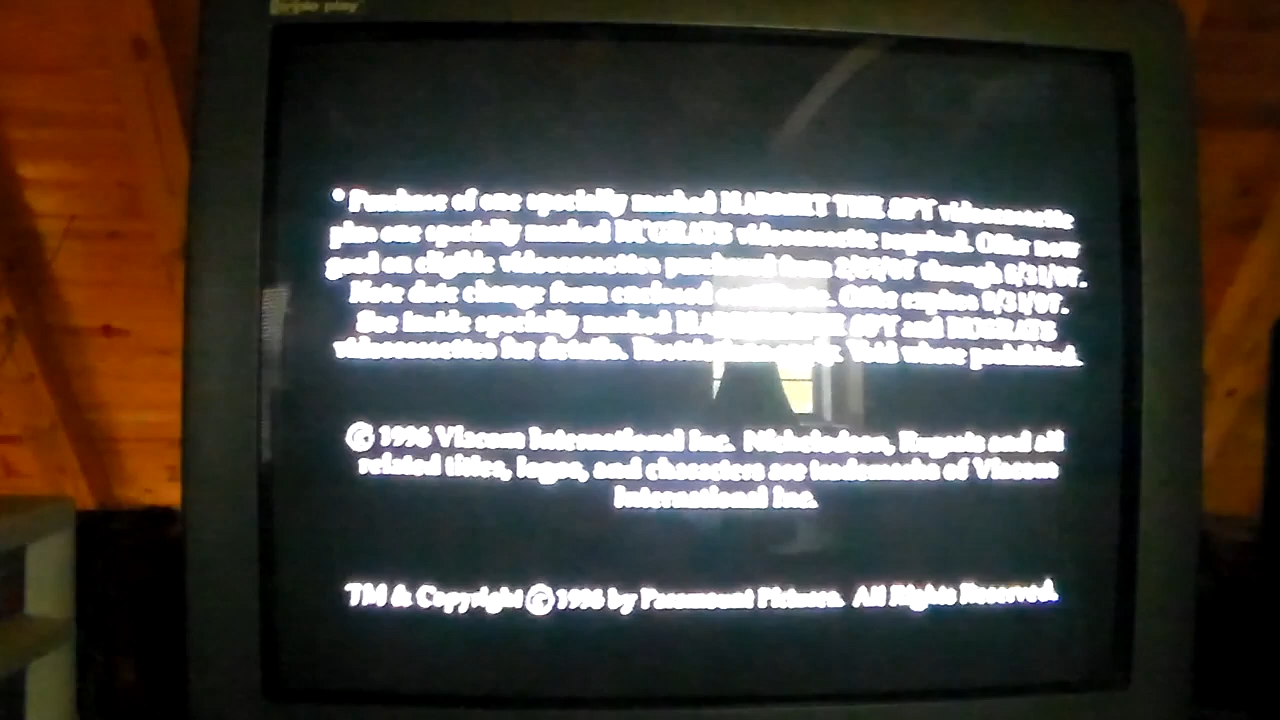 * Purchase of one specially marked HARRIET THE SPY videocassette
plus one specially marked RUGRATS videocassette required. Offer now
good on eligible videocassettes purchased from through
Note date change from enclosed certificate. Offer expires
See inside specially marked HARRIET THE SPY and RUGRATS
videocassettes for details. Void where prohibited.
© 1996 Viacom International Inc. Nickelodeon, Rugrats and all
related titles, logos, and characters are trademarks of Viacom
International Inc.
TM & Copyright © 1996 by Paramount Pictures. All Rights Reserved.